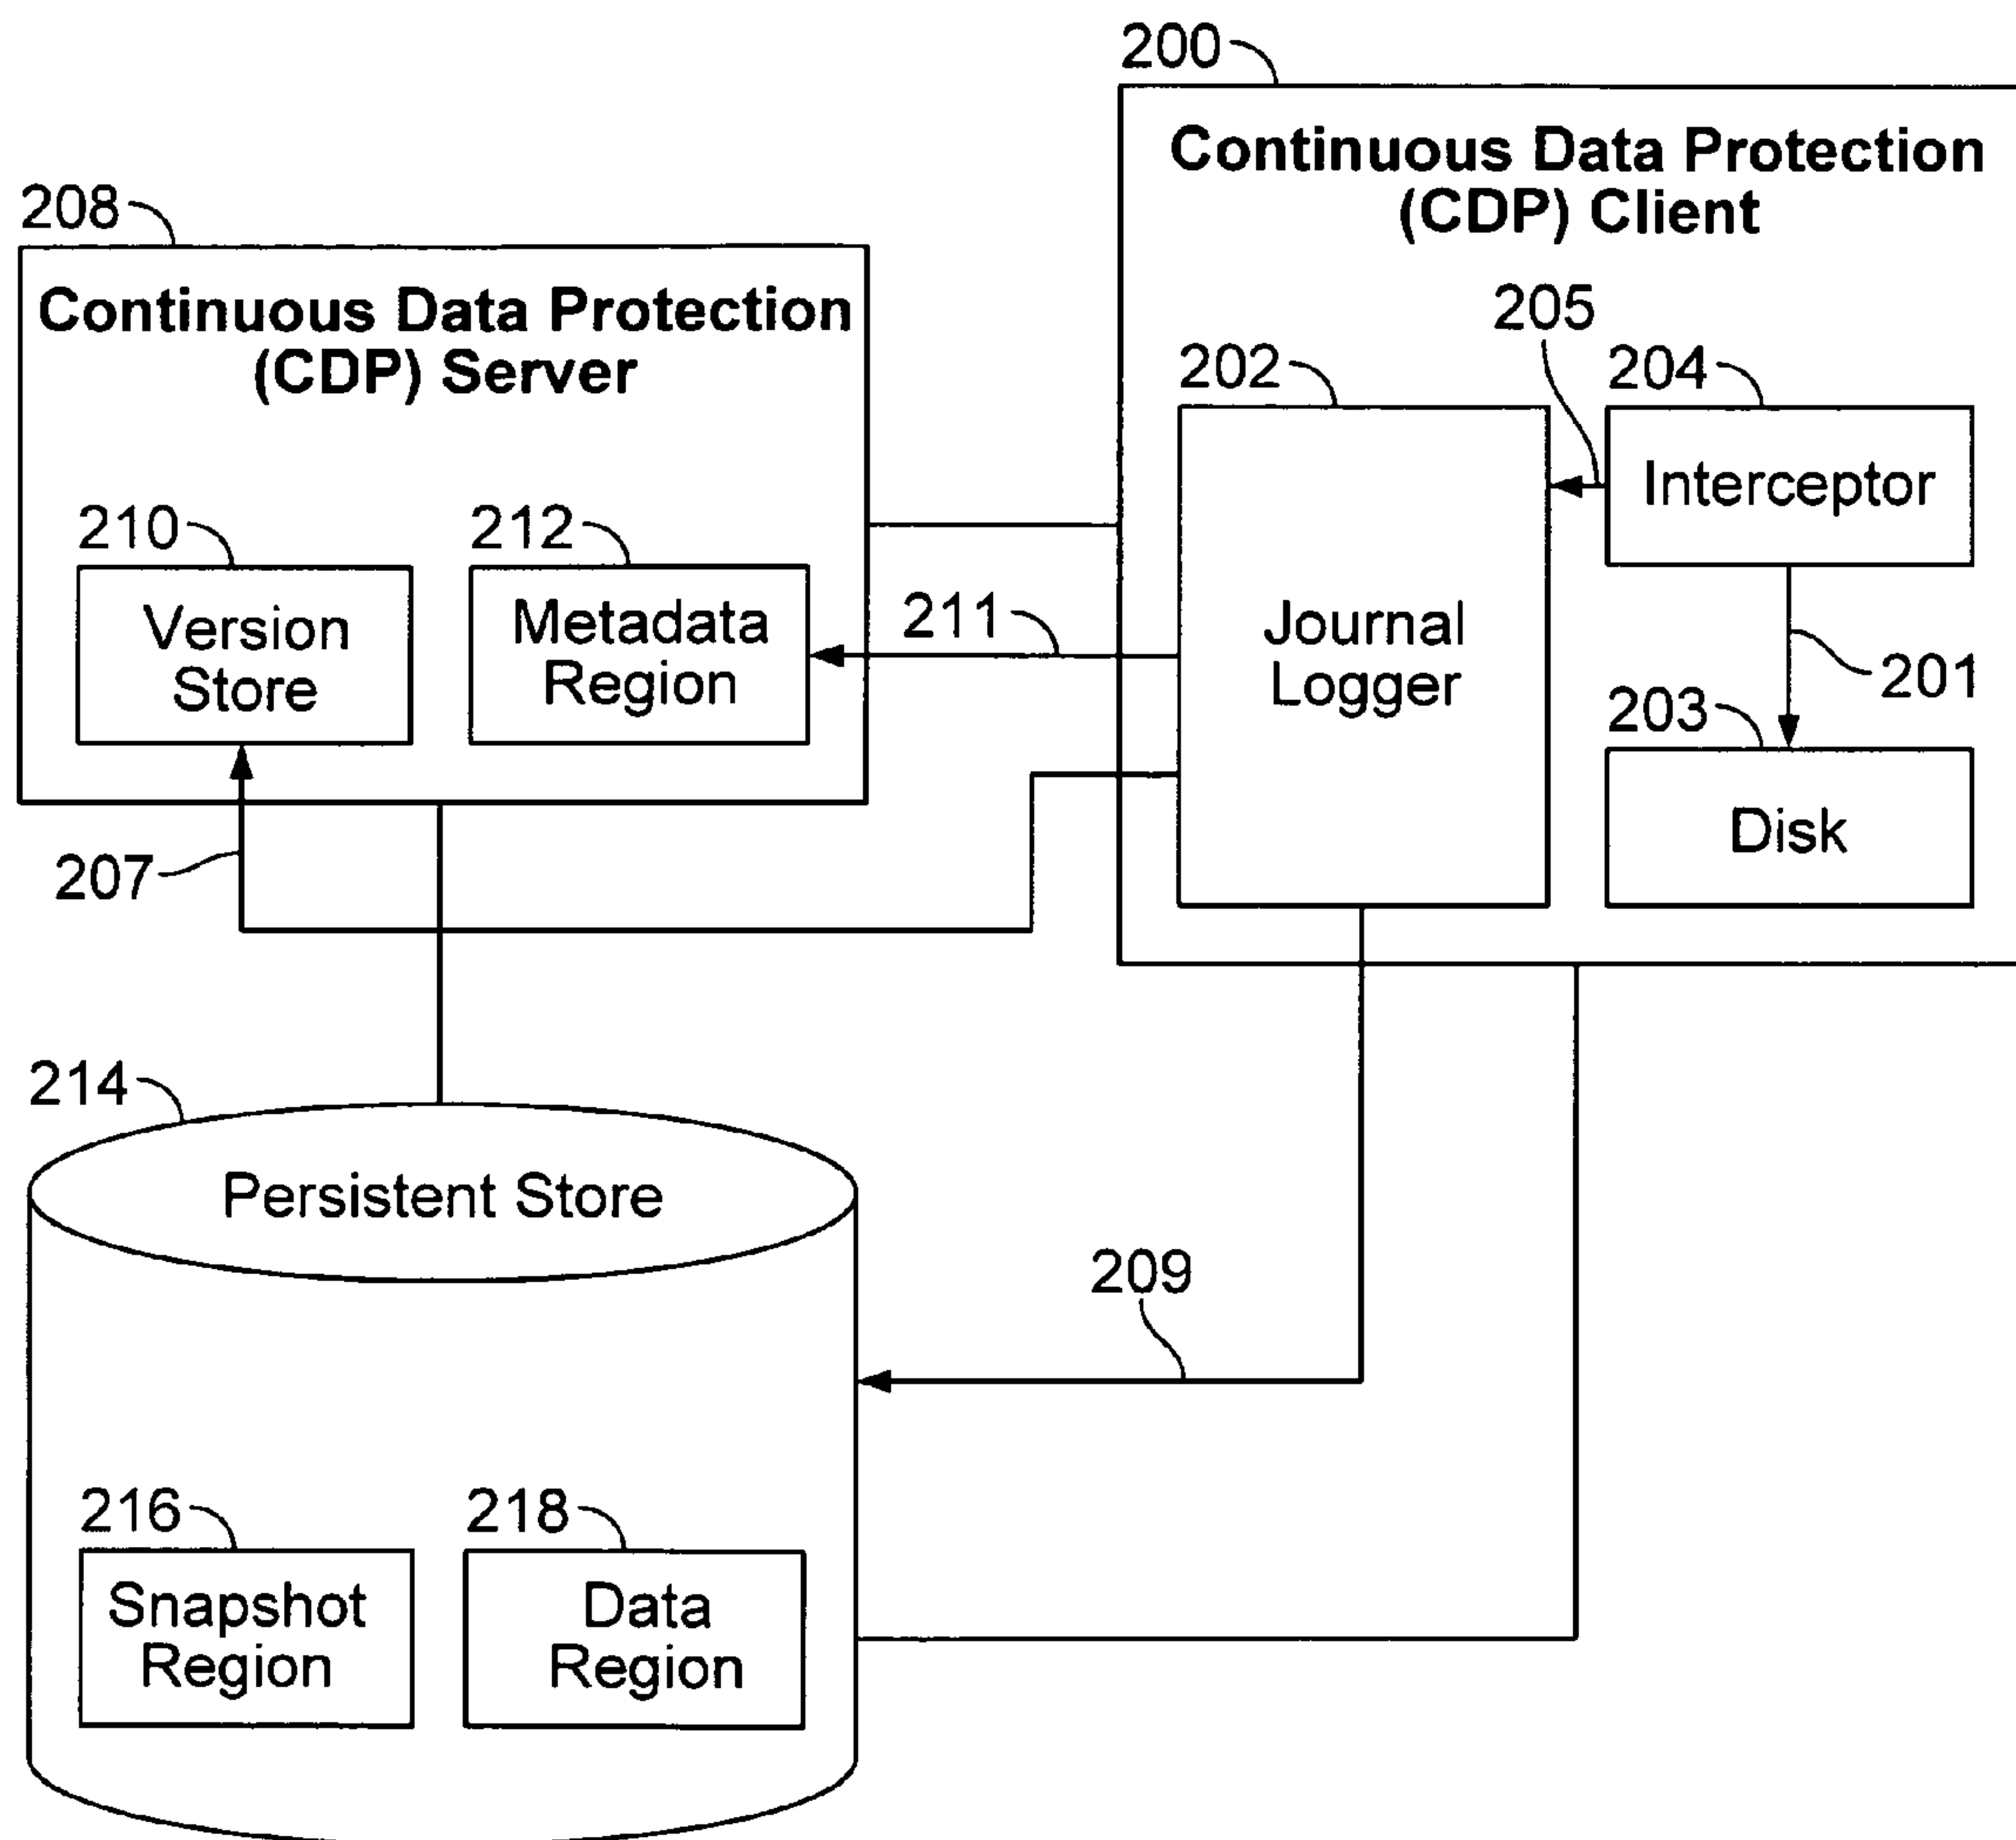 200
Continuous Data Protection
(CDP) Client
208
Continuous Data Protection
(CDP) Server
205
202
204
Interceptor
210
212
Version
Store
Metadata
Region
211
Journal
Logger
201
203
Disk
207
214
Persistent Store
209
216
218
Snapshot
Region
Data
Region